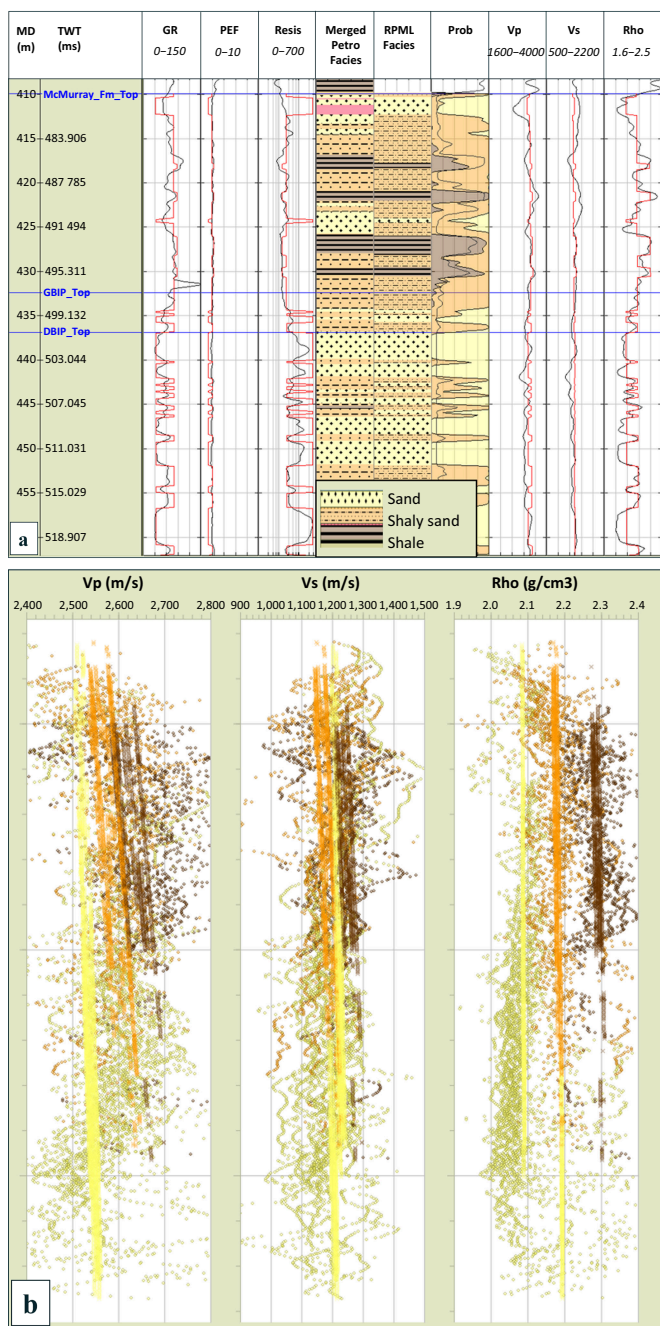 MD
(m)
TWT
(ms)
GR
0–150
PEF
0–10
Resis
0–700
Merged
Petro
Facies
RPML
Facies
Prob
Vp
1600–4000
Vs
500–2200
Rho
1.6–2.5
410
McMurray_Fm_Top
415
483.906
420
487.785
425
491.494
430
495.311
GBIP_Top
435
499.132
DBIP_Top
440
503.044
445
507.045
450
511.031
455
515.029
518.907
Sand
Shaly sand
Shale
a
Vp (m/s)
Vs (m/s)
Rho (g/cm3)
2,400
2,500
2,600
2,700
2,800
900
1,000
1,100
1,200
1,300
1,400
1,500
1.9
2.0
2.1
2.2
2.3
2.4
b